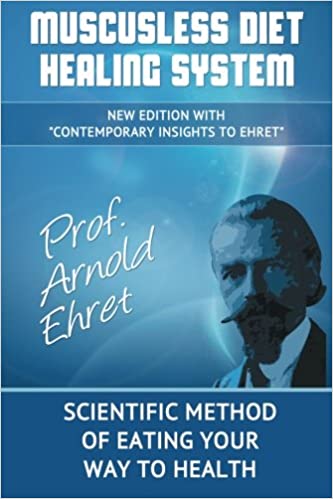 MUSCUSLESS DIET
HEALING SYSTEM
NEW EDITION WITH
"CONTEMPORARY INSIGHTS TO EHRET"
Prof.
Arnold
Ehret
SCIENTIFIC METHOD
OF EATING YOUR
WAY TO HEALTH